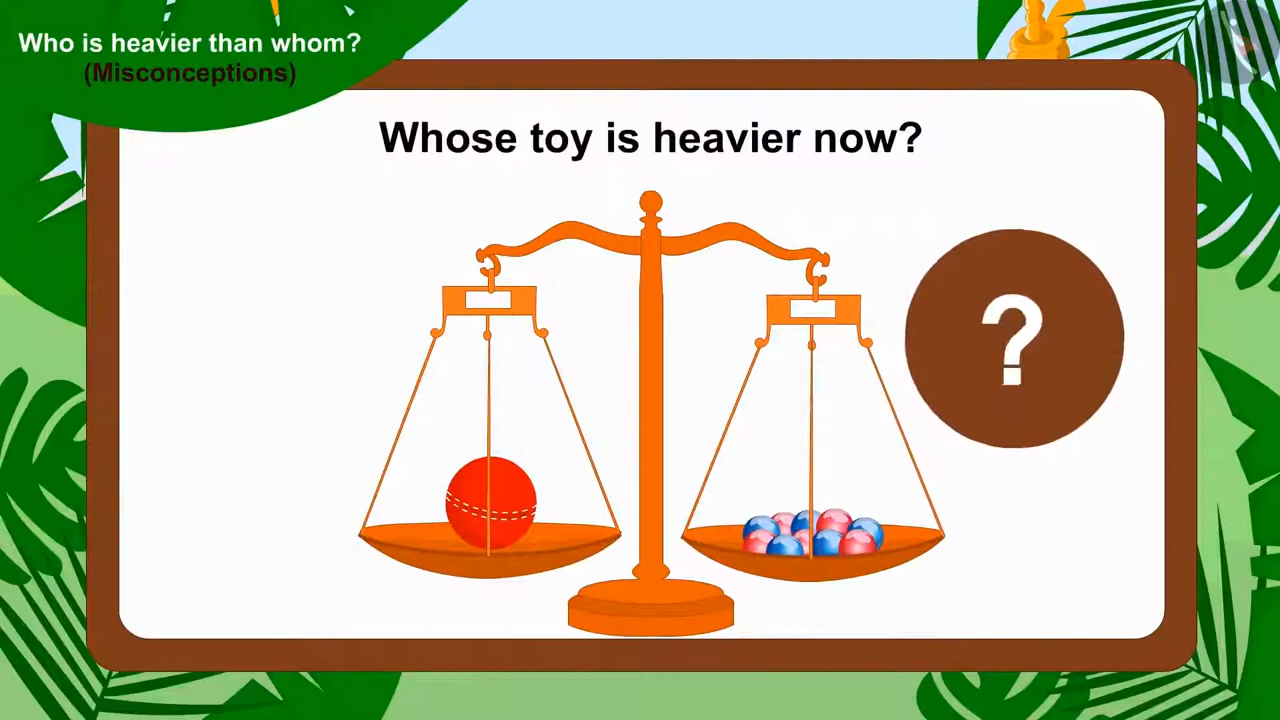 Who is heavier than whom?
(Misconceptions)
Whose toy is heavier now?
?